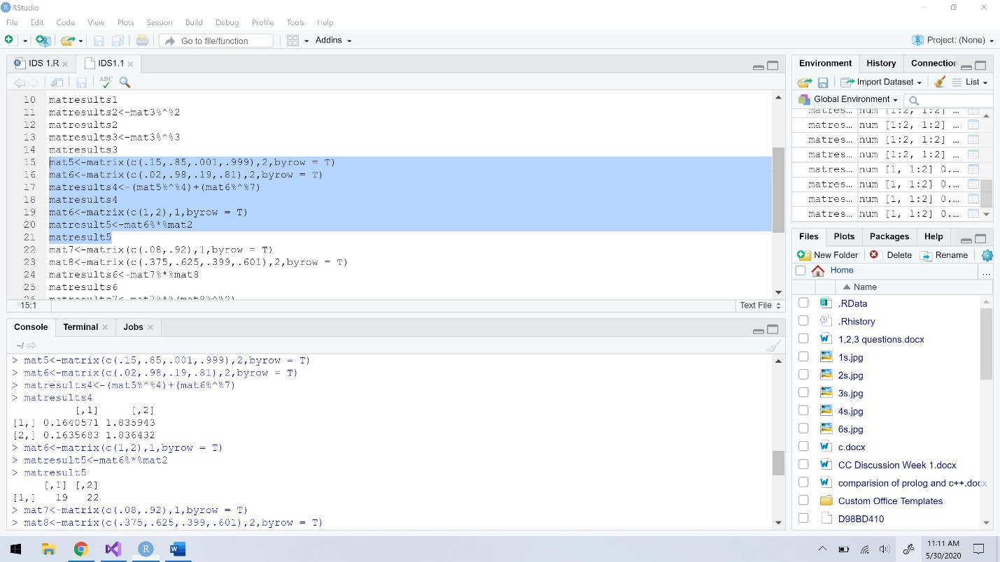 RStudio
File Edit Code View Plots Session Build Debug Profile Tools Help
Go to file/function Addins Project: (None)
IDS 1.R IDS1.1
ABC
10 matresults1
11 matresults2<-mat3%^%2
12 matresults2
13 matresults3<-mat3%^%3
14 matresults3
15 mat5<-matrix(c(.15,.85,.001,.999),2,byrow = T)
16 mat6<-matrix(c(.02,.98,.19,.81),2,byrow = T)
17 matresults4<-(mat5%^%4)+(mat6%^%7)
18 matresults4
19 mat6<-matrix(c(1,2),1,byrow = T)
20 matresult5<-mat6%*%mat2
21 matresult5
22 mat7<-matrix(c(.08,.92),1,byrow = T)
23 mat8<-matrix(c(.375,.625,.399,.601),2,byrow = T)
24 matresults6<-mat7%*%mat8
25 matresults6
26 matresults7<-mat7%*%(mat8%^%2)
15:1 Text File
Console Terminal Jobs
~/
> mat5<-matrix(c(.15,.85,.001,.999),2,byrow = T)
> mat6<-matrix(c(.02,.98,.19,.81),2,byrow = T)
> matresults4<-(mat5%^%4)+(mat6%^%7)
> matresults4
[,1] [,2]
[1,] 0.1640571 1.835943
[2,] 0.1635683 1.836432
> mat6<-matrix(c(1,2),1,byrow = T)
> matresult5<-mat6%*%mat2
> matresult5
[,1] [,2]
[1,] 19 22
> mat7<-matrix(c(.08,.92),1,byrow = T)
> mat8<-matrix(c(.375,.625,.399,.601),2,byrow = T)
Environment History Connection
Import Dataset List
Global Environment
matres… num [1:2, 1:2] …
matres… num [1:2, 1:2] …
matres… num [1:2, 1:2] …
matres… num [1:2, 1:2] …
matres… num [1, 1:2] 0.…
matres… num [1, 1:2] 0.…
matres… num [1, 1:2] 0.…
matres… num [1, 1:2] 0.…
Files Plots Packages Help
New Folder Delete Rename
Home ...
Name
.RData
.Rhistory
1,2,3 questions.docx
1s.jpg
2s.jpg
3s.jpg
4s.jpg
6s.jpg
c.docx
CC Discussion Week 1.docx
comparision of prolog and c++.docx
Custom Office Templates
D98BD410
11:11 AM
5/30/2020